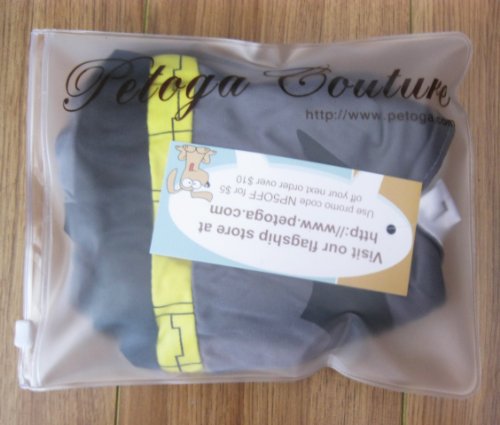 Petoga Couture
http://www.petoga.com
Visit our flagship store at
http://www.petoga.com
Use promo code NP5OFF for $5
off your next order over $10